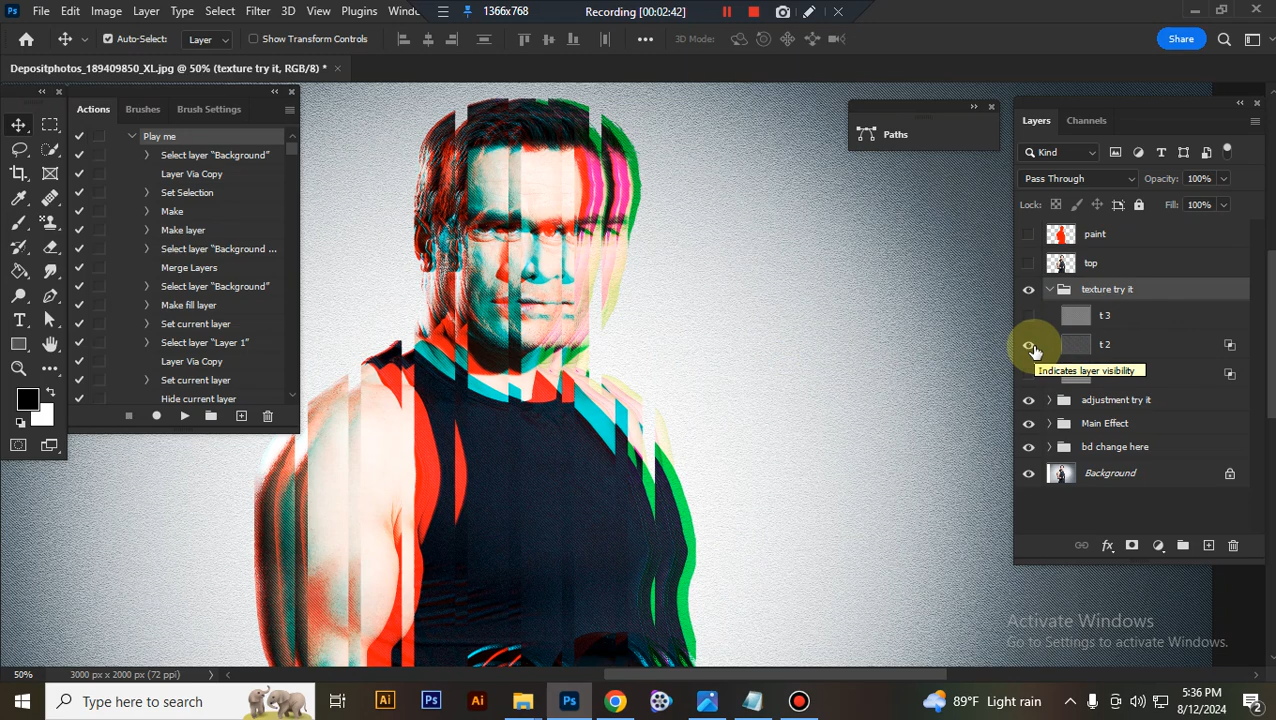 Ps File Edit Image Layer Type Select Filter 3D View Plugins Windo
1366x768 Recording [00:02:42]
Auto-Select: Layer Show Transform Controls 3D Mode: Share
Depositphotos_189409850_XL.jpg @ 50% (texture try it, RGB/8) *
Actions Brushes Brush Settings
Play me
Select layer "Background"
Layer Via Copy
Set Selection
Make
Make layer
Select layer "Background ...
Merge Layers
Select layer "Background"
Make fill layer
Set current layer
Select layer "Layer 1"
Layer Via Copy
Set current layer
Hide current layer
Paths
Layers Channels
Kind
Pass Through Opacity: 100%
Lock: Fill: 100%
paint
top
texture try it
t 3
t 2
Indicates layer visibility
adjustment try it
Main Effect
bd change here
Background
Activate Windows
Go to Settings to activate Windows.
50% 3000 px x 2000 px (72 ppi)
Type here to search
Light rain
3:36 PM
8/12/2024
2